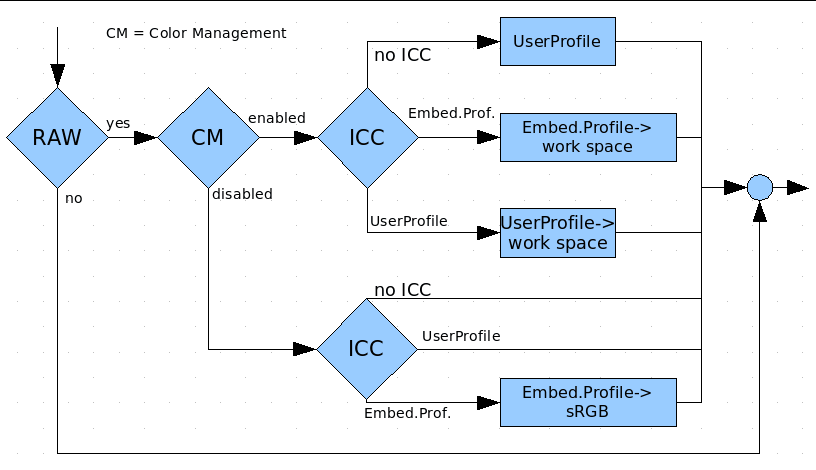 CM = Color Management
UserProfile
no ICC
RAW
yes
CM
enabled
ICC
Embed.Prof.
Embed.Profile->
work space
no
disabled
UserProfile
UserProfile->
work space
no ICC
ICC
UserProfile
Embed.Prof.
Embed.Profile->
sRGB